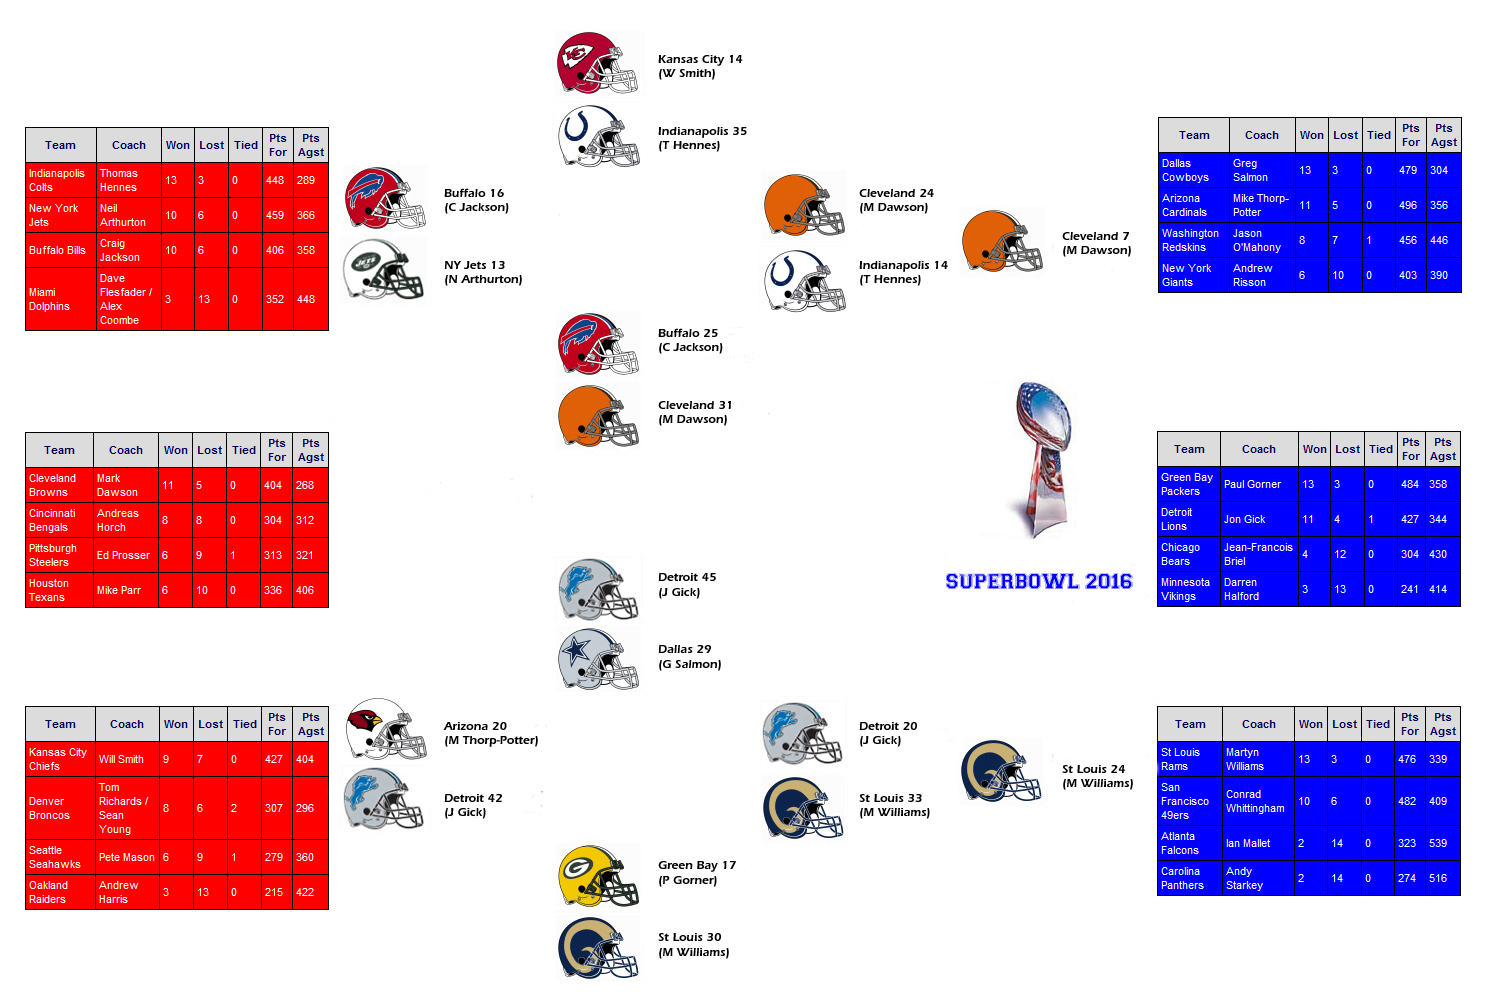 Kansas City 14
(W Smith)
Indianapolis 35
(T Hennes)
Team Coach Won Lost Tied Pts For Pts Agst
Indianapolis Colts Thomas Hennes 13 3 0 448 289
New York Jets Neil Arthurton 10 6 0 459 366
Buffalo Bills Craig Jackson 10 6 0 406 358
Miami Dolphins Dave Flesfader / Alex Coombe 3 13 0 352 448
Buffalo 16
(C Jackson)
NY Jets 13
(N Arthurton)
JETS
Cleveland 24
(M Dawson)
Indianapolis 14
(T Hennes)
Cleveland 7
(M Dawson)
Team Coach Won Lost Tied Pts For Pts Agst
Dallas Cowboys Greg Salmon 13 3 0 479 304
Arizona Cardinals Mike Thorp-Potter 11 5 0 496 356
Washington Redskins Jason O'Mahony 8 7 1 456 446
New York Giants Andrew Risson 6 10 0 403 390
Buffalo 25
(C Jackson)
Cleveland 31
(M Dawson)
Team Coach Won Lost Tied Pts For Pts Agst
Cleveland Browns Mark Dawson 11 5 0 404 268
Cincinnati Bengals Andreas Horch 8 8 0 304 312
Pittsburgh Steelers Ed Prosser 6 9 1 313 321
Houston Texans Mike Parr 6 10 0 336 406
Team Coach Won Lost Tied Pts For Pts Agst
Green Bay Packers Paul Gorner 13 3 0 484 358
Detroit Lions Jon Gick 11 4 1 427 344
Chicago Bears Jean-Francois Briel 4 12 0 304 430
Minnesota Vikings Darren Halford 3 13 0 241 414
SUPERBOWL 2016
Detroit 45
(J Gick)
Dallas 29
(G Salmon)
Team Coach Won Lost Tied Pts For Pts Agst
Kansas City Chiefs Will Smith 9 7 0 427 404
Denver Broncos Tom Richards / Sean Young 8 6 2 307 296
Seattle Seahawks Pete Mason 6 9 1 279 360
Oakland Raiders Andrew Harris 3 13 0 215 422
Arizona 20
(M Thorp-Potter)
Detroit 42
(J Gick)
Detroit 20
(J Gick)
St Louis 33
(M Williams)
St Louis 24
(M Williams)
Team Coach Won Lost Tied Pts For Pts Agst
St Louis Rams Martyn Williams 13 3 0 476 339
San Francisco 49ers Conrad Whittingham 10 6 0 482 409
Atlanta Falcons Ian Mallet 2 14 0 323 539
Carolina Panthers Andy Starkey 2 14 0 274 516
Green Bay 17
(P Gorner)
St Louis 30
(M Williams)